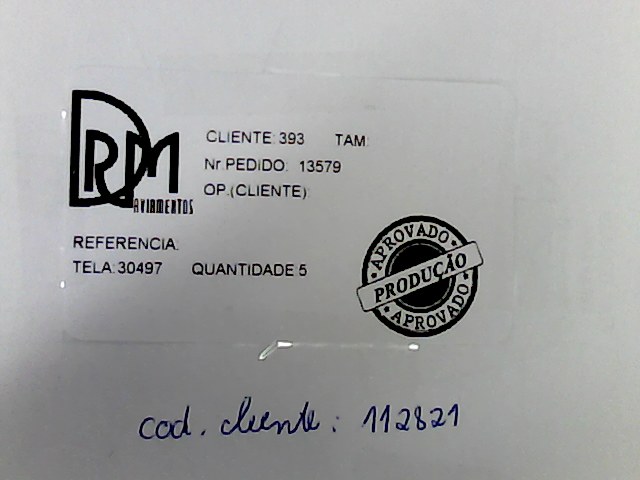 DRM
AVIAMENTOS
CLIENTE: 393 TAM:
Nr.PEDIDO: 13579
OP.(CLIENTE):
REFERENCIA:
TELA: 30497 QUANTIDADE: 5
APROVADO
PRODUÇÃO
APROVADO
cod. cliente: 112821